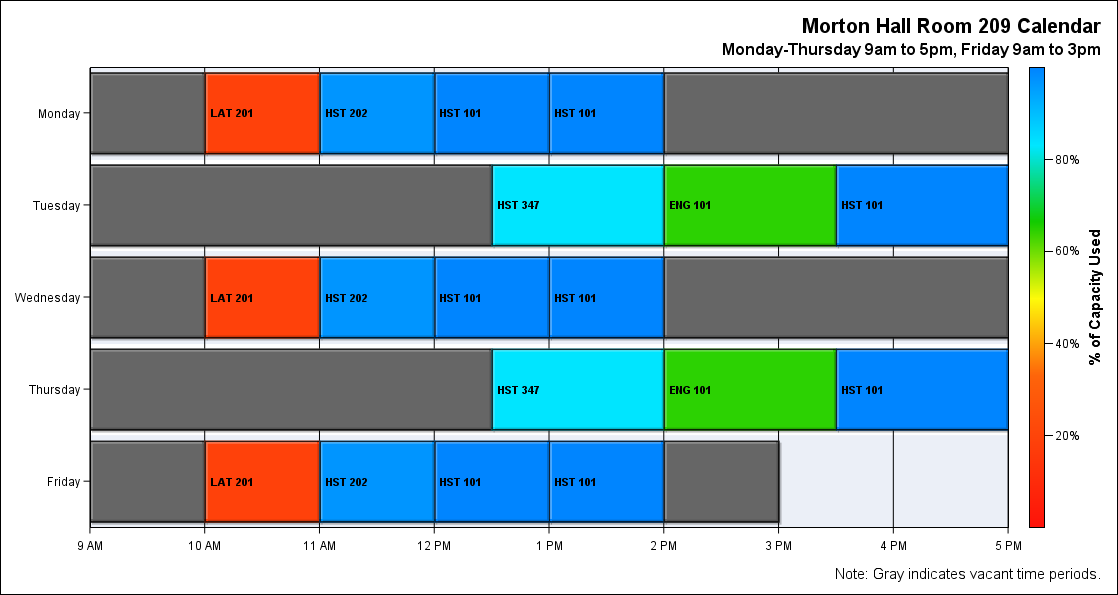 Morton Hall Room 209 Calendar
Monday-Thursday 9am to 5pm, Friday 9am to 3pm
Monday
LAT 201
HST 202
HST 101
HST 101
Tuesday
HST 347
ENG 101
HST 101
Wednesday
LAT 201
HST 202
HST 101
HST 101
Thursday
HST 347
ENG 101
HST 101
Friday
LAT 201
HST 202
HST 101
HST 101
9 AM
10 AM
11 AM
12 PM
1 PM
2 PM
3 PM
4 PM
5 PM
80%
60%
40%
20%
% of Capacity Used
Note: Gray indicates vacant time periods.